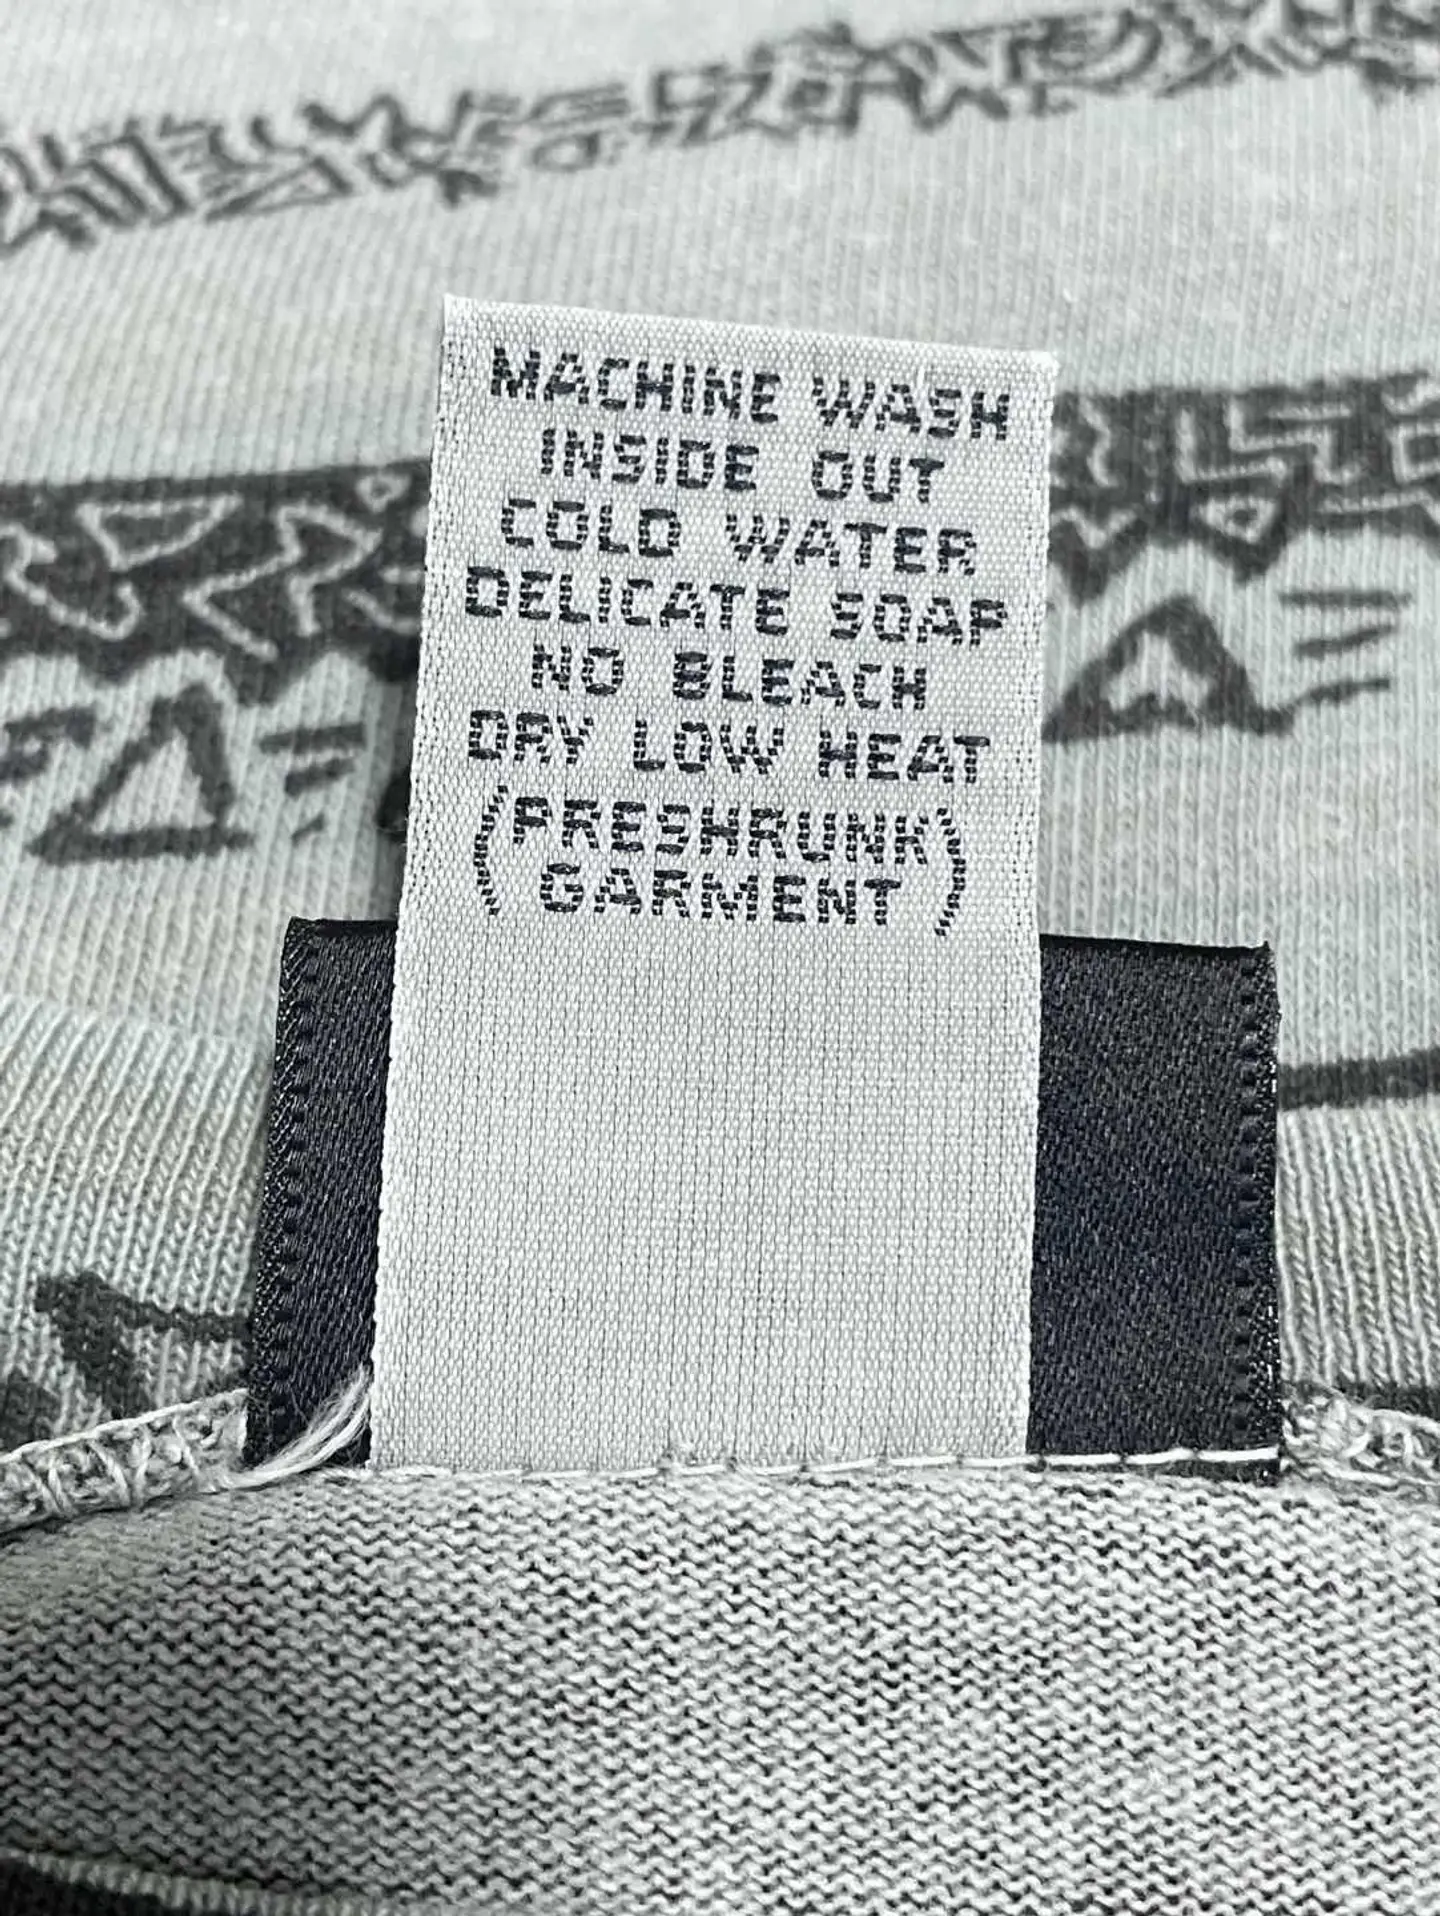 MACHINE WASH
INSIDE OUT
COLD WATER
DELICATE SOAP
NO BLEACH
DRY LOW HEAT
(PRESHRUNK)
( GARMENT )